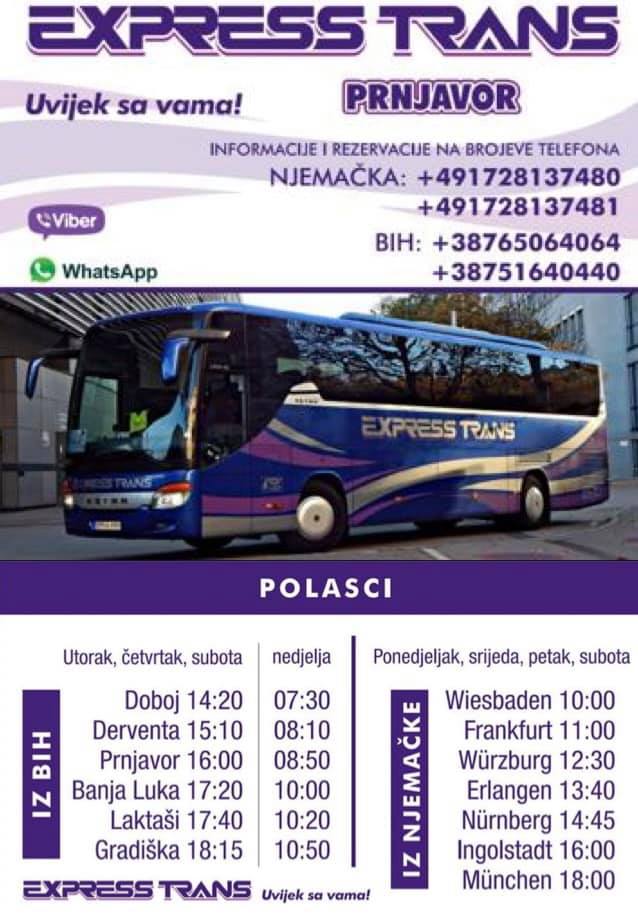 EXPRESS TRANS
Uvijek sa vama!
PRNJAVOR
INFORMACIJE I REZERVACIJE NA BROJEVE TELEFONA
NJEMAČKA: +491728137480
+491728137481
Viber
BIH: +38765064064
WhatsApp
+38751640440
EXPRESS TRANS
EXPRESS TRANS
SETRA
POLASCI
Utorak, četvrtak, subota
nedjelja
Ponedjeljak, srijeda, petak, subota
IZ BIH
Doboj 14:20 07:30
Derventa 15:10 08:10
Prnjavor 16:00 08:50
Banja Luka 17:20 10:00
Laktaši 17:40 10:20
Gradiška 18:15 10:50
IZ NJEMAČKE
Wiesbaden 10:00
Frankfurt 11:00
Würzburg 12:30
Erlangen 13:40
Nürnberg 14:45
Ingolstadt 16:00
München 18:00
EXPRESS TRANS Uvijek sa vama!